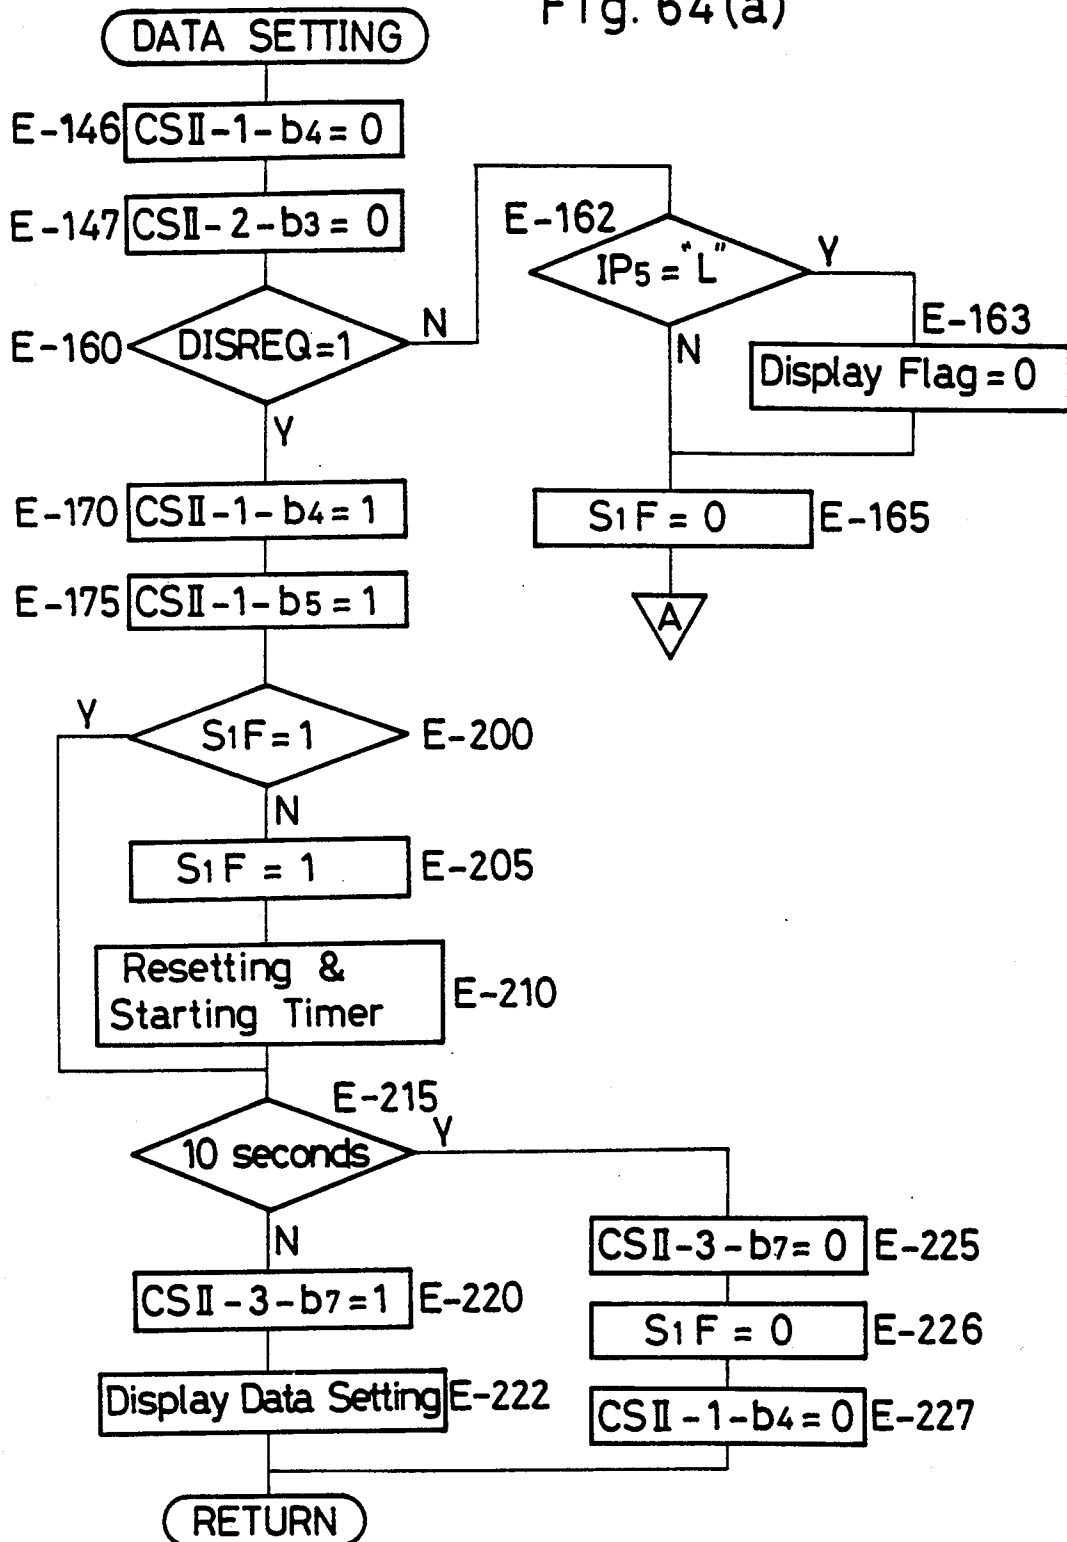 Fig. 64(a)
DATA SETTING
E-146 CSⅡ-1-b4=0
E-147 CSⅡ-2-b3=0
E-160 DISREQ=1
N
Y
E-162
IP5="L"
Y
N
E-163
Display Flag=0
S1F=0 E-165
A
E-170 CSⅡ-1-b4=1
E-175 CSⅡ-1-b5=1
Y
S1F=1 E-200
N
S1F=1 E-205
Resetting &
Starting Timer
E-210
E-215
10 seconds
Y
N
CSⅡ-3-b7=1 E-220
Display Data Setting E-222
CSⅡ-3-b7=0 E-225
S1F=0 E-226
CSⅡ-1-b4=0 E-227
RETURN